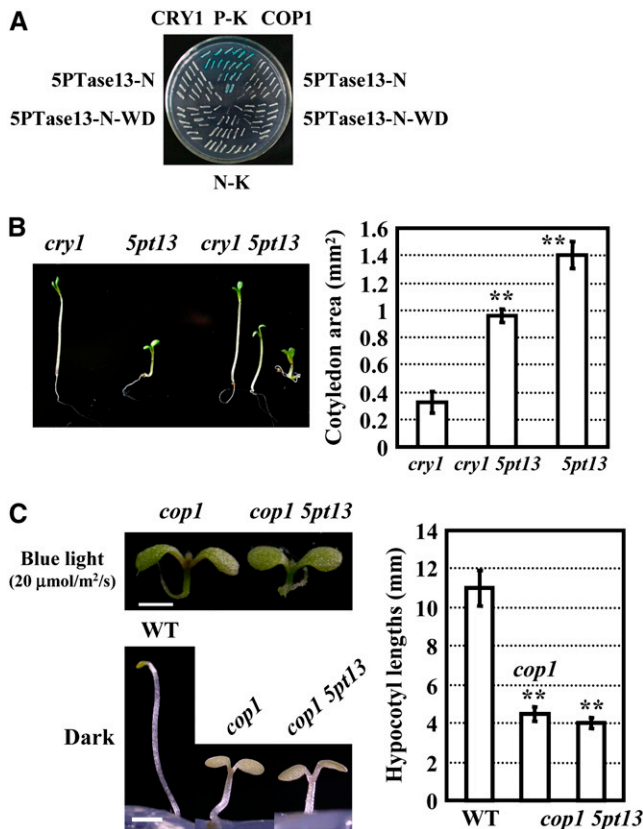 A
CRY1 P-K COP1
5PTase13-N 5PTase13-N
5PTase13-N-WD 5PTase13-N-WD
N-K
B
cry1 5pt13 cry1 5pt13
Cotyledon area (mm²)
1.6
1.4
1.2
1
0.8
0.6
0.4
0.2
0
**
**
cry1 cry1 5pt13 5pt13
C
cop1 cop1 5pt13
Blue light
(20 μmol/m²/s)
WT
cop1
cop1 5pt13
Dark
Hypocotyl lengths (mm)
14
12
10
8
6
4
2
0
cop1
** **
WT cop1 5pt13